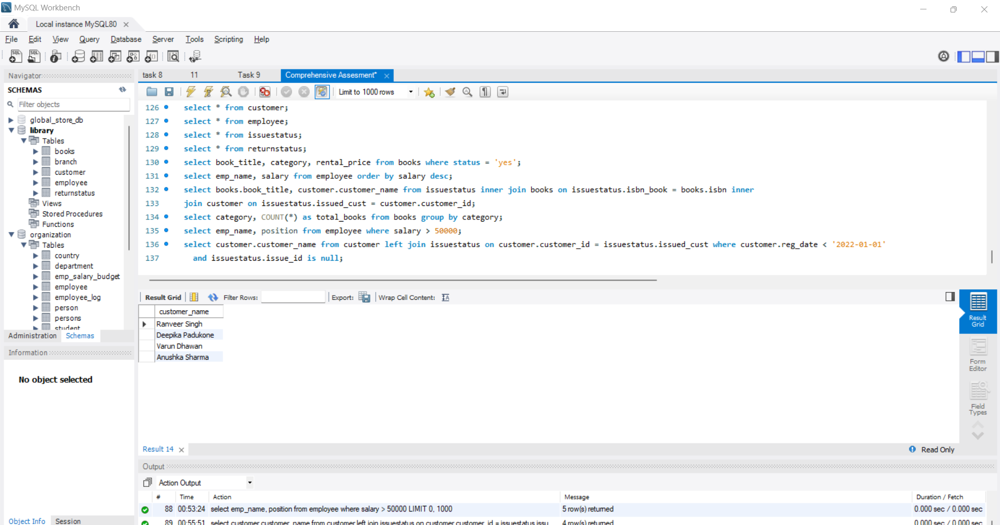 MySQL Workbench
Local instance MySQL80
File Edit View Query Database Server Tools Scripting Help
Navigator
SCHEMAS
Filter objects
global_store_db
library
Tables
books
branch
customer
employee
returnstatus
Views
Stored Procedures
Functions
organization
Tables
country
department
emp_salary_budget
employee
employee_log
person
persons
student
Administration Schemas
Information
No object selected
Object Info Session
task 8 11 Task 9 Comprehensive Assesment*
Limit to 1000 rows
126 select * from customer;
127 select * from employee;
128 select * from issuestatus;
129 select * from returnstatus;
130 select book_title, category, rental_price from books where status = 'yes';
131 select emp_name, salary from employee order by salary desc;
132 select books.book_title, customer.customer_name from issuestatus inner join books on issuestatus.isbn_book = books.isbn inner
133 join customer on issuestatus.issued_cust = customer.customer_id;
134 select category, COUNT(*) as total_books from books group by category;
135 select emp_name, position from employee where salary > 50000;
136 select customer.customer_name from customer left join issuestatus on customer.customer_id = issuestatus.issued_cust where customer.reg_date < '2022-01-01'
137 and issuestatus.issue_id is null;
Result Grid Filter Rows: Export: Wrap Cell Content:
customer_name
Ranveer Singh
Deepika Padukone
Varun Dhawan
Anushka Sharma
Result
Grid
Form
Editor
Field
Types
Result 14
Read Only
Output
Action Output
# Time Action Message Duration / Fetch
88 00:53:24 select emp_name, position from employee where salary > 50000 LIMIT 0, 1000 5 row(s) returned 0.000 sec / 0.000 sec
89 00:55:51 select customer.customer_name from customer left join issuestatus on customer.customer_id = issuestatus.issu... 4 row(s) returned 0.000 sec / 0.000 sec